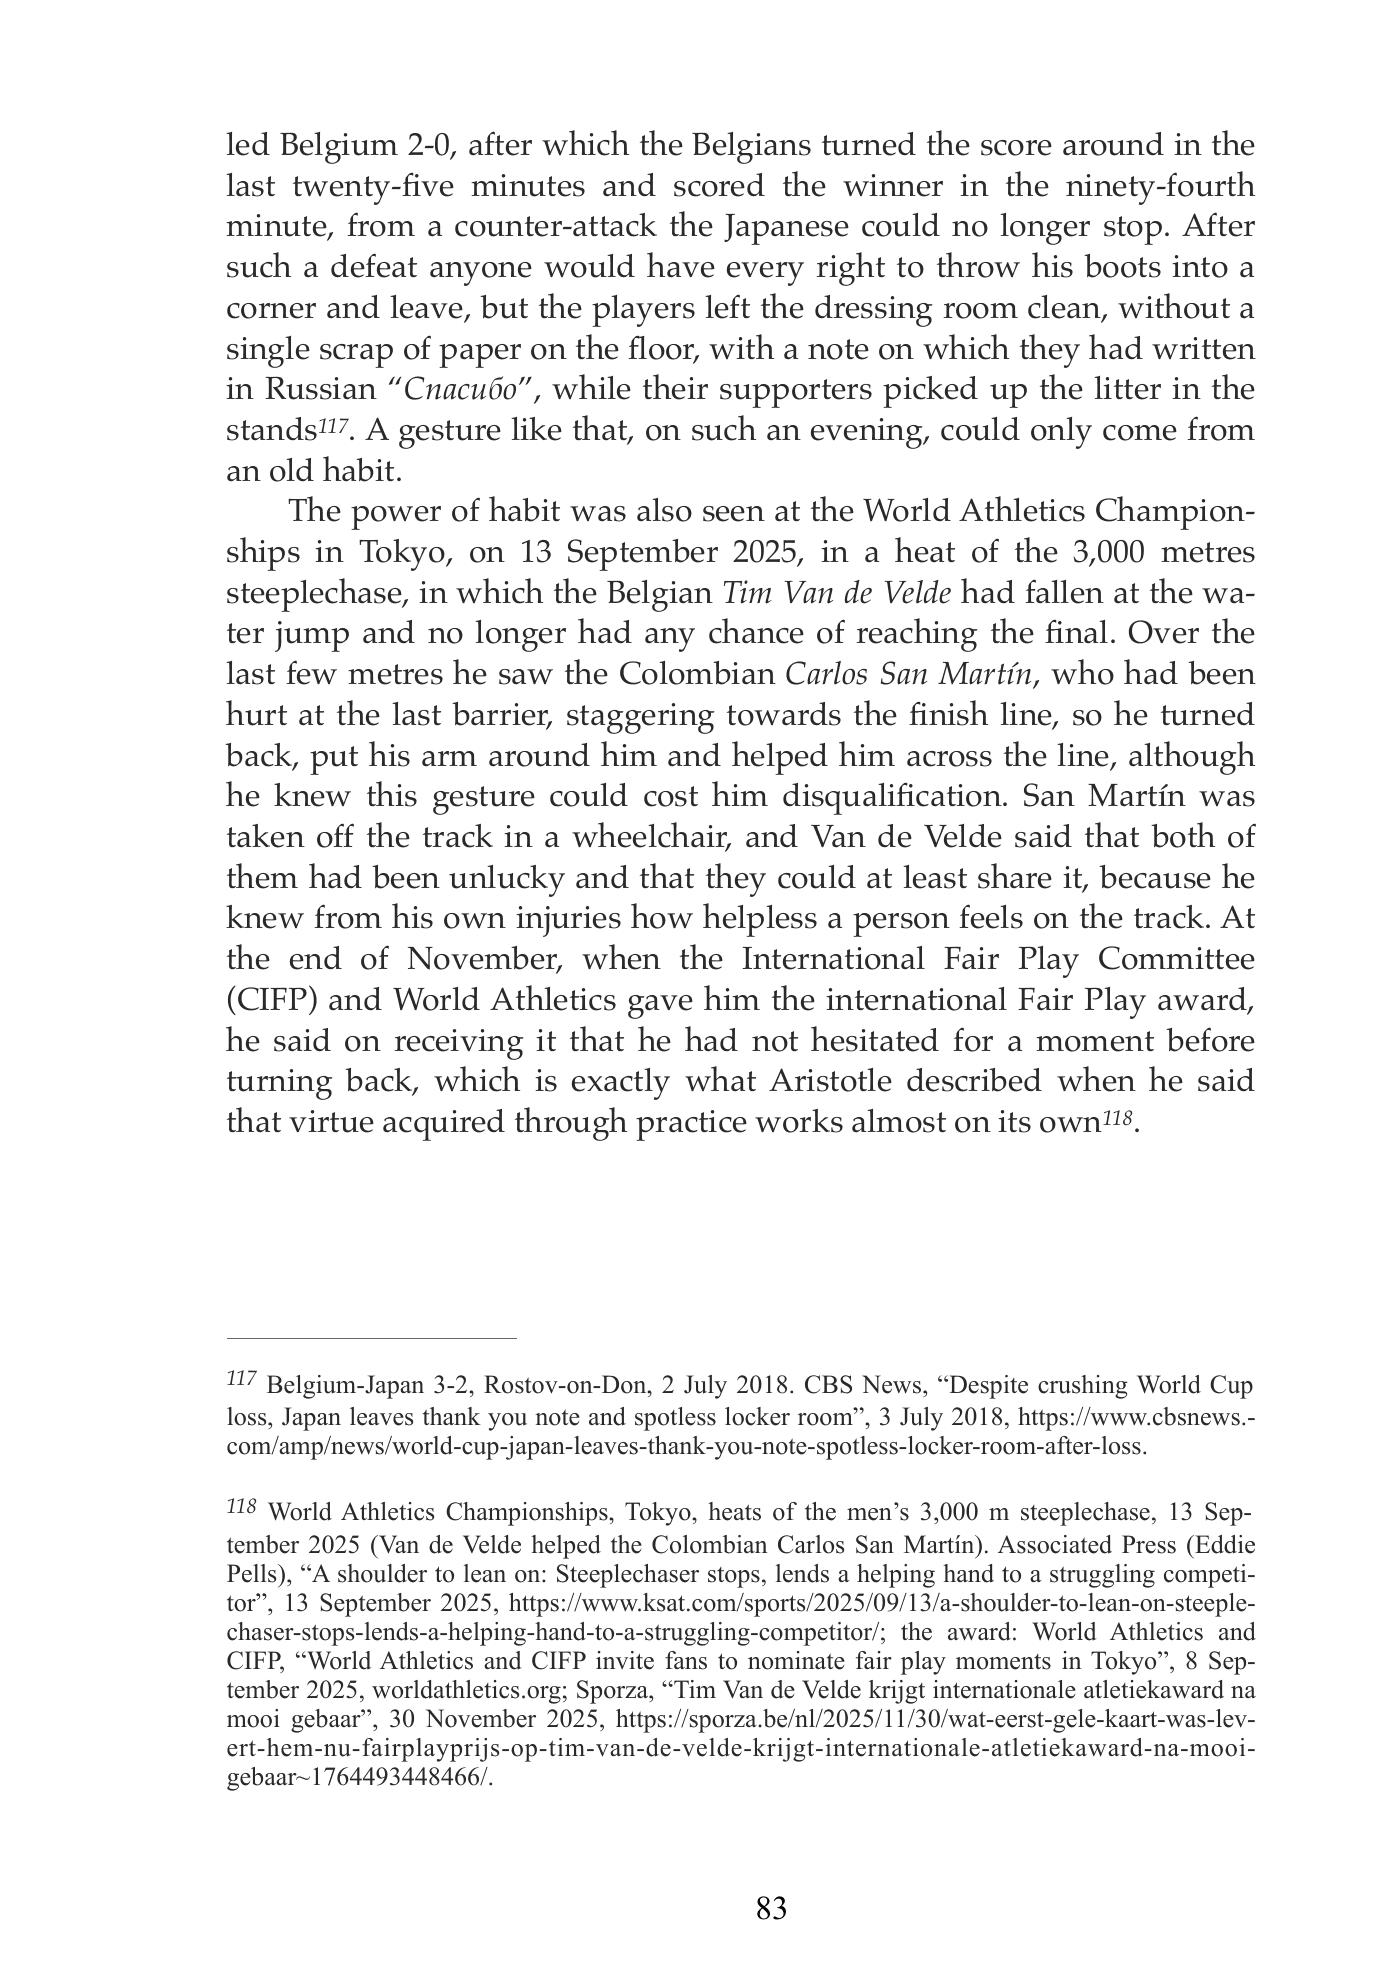 led Belgium 2-0, after which the Belgians turned the score around in the
last twenty-five minutes and scored the winner in the ninety-fourth
minute, from a counter-attack the Japanese could no longer stop. After
such a defeat anyone would have every right to throw his boots into a
corner and leave, but the players left the dressing room clean, without a
single scrap of paper on the floor, with a note on which they had written
in Russian “Спасибо”, while their supporters picked up the litter in the
stands117. A gesture like that, on such an evening, could only come from
an old habit.
The power of habit was also seen at the World Athletics Champion-
ships in Tokyo, on 13 September 2025, in a heat of the 3,000 metres
steeplechase, in which the Belgian Tim Van de Velde had fallen at the wa-
ter jump and no longer had any chance of reaching the final. Over the
last few metres he saw the Colombian Carlos San Martín, who had been
hurt at the last barrier, staggering towards the finish line, so he turned
back, put his arm around him and helped him across the line, although
he knew this gesture could cost him disqualification. San Martín was
taken off the track in a wheelchair, and Van de Velde said that both of
them had been unlucky and that they could at least share it, because he
knew from his own injuries how helpless a person feels on the track. At
the end of November, when the International Fair Play Committee
(CIFP) and World Athletics gave him the international Fair Play award,
he said on receiving it that he had not hesitated for a moment before
turning back, which is exactly what Aristotle described when he said
that virtue acquired through practice works almost on its own118.
117 Belgium-Japan 3-2, Rostov-on-Don, 2 July 2018. CBS News, “Despite crushing World Cup
loss, Japan leaves thank you note and spotless locker room”, 3 July 2018, https://www.cbsnews.-
com/amp/news/world-cup-japan-leaves-thank-you-note-spotless-locker-room-after-loss.
118 World Athletics Championships, Tokyo, heats of the men’s 3,000 m steeplechase, 13 Sep-
tember 2025 (Van de Velde helped the Colombian Carlos San Martín). Associated Press (Eddie
Pells), “A shoulder to lean on: Steeplechaser stops, lends a helping hand to a struggling competi-
tor”, 13 September 2025, https://www.ksat.com/sports/2025/09/13/a-shoulder-to-lean-on-steeple-
chaser-stops-lends-a-helping-hand-to-a-struggling-competitor/; the award: World Athletics and
CIFP, “World Athletics and CIFP invite fans to nominate fair play moments in Tokyo”, 8 Sep-
tember 2025, worldathletics.org; Sporza, “Tim Van de Velde krijgt internationale atletiekaward na
mooi gebaar”, 30 November 2025, https://sporza.be/nl/2025/11/30/wat-eerst-gele-kaart-was-lev-
ert-hem-nu-fairplayprijs-op-tim-van-de-velde-krijgt-internationale-atletiekaward-na-mooi-
gebaar~1764493448466/.
83